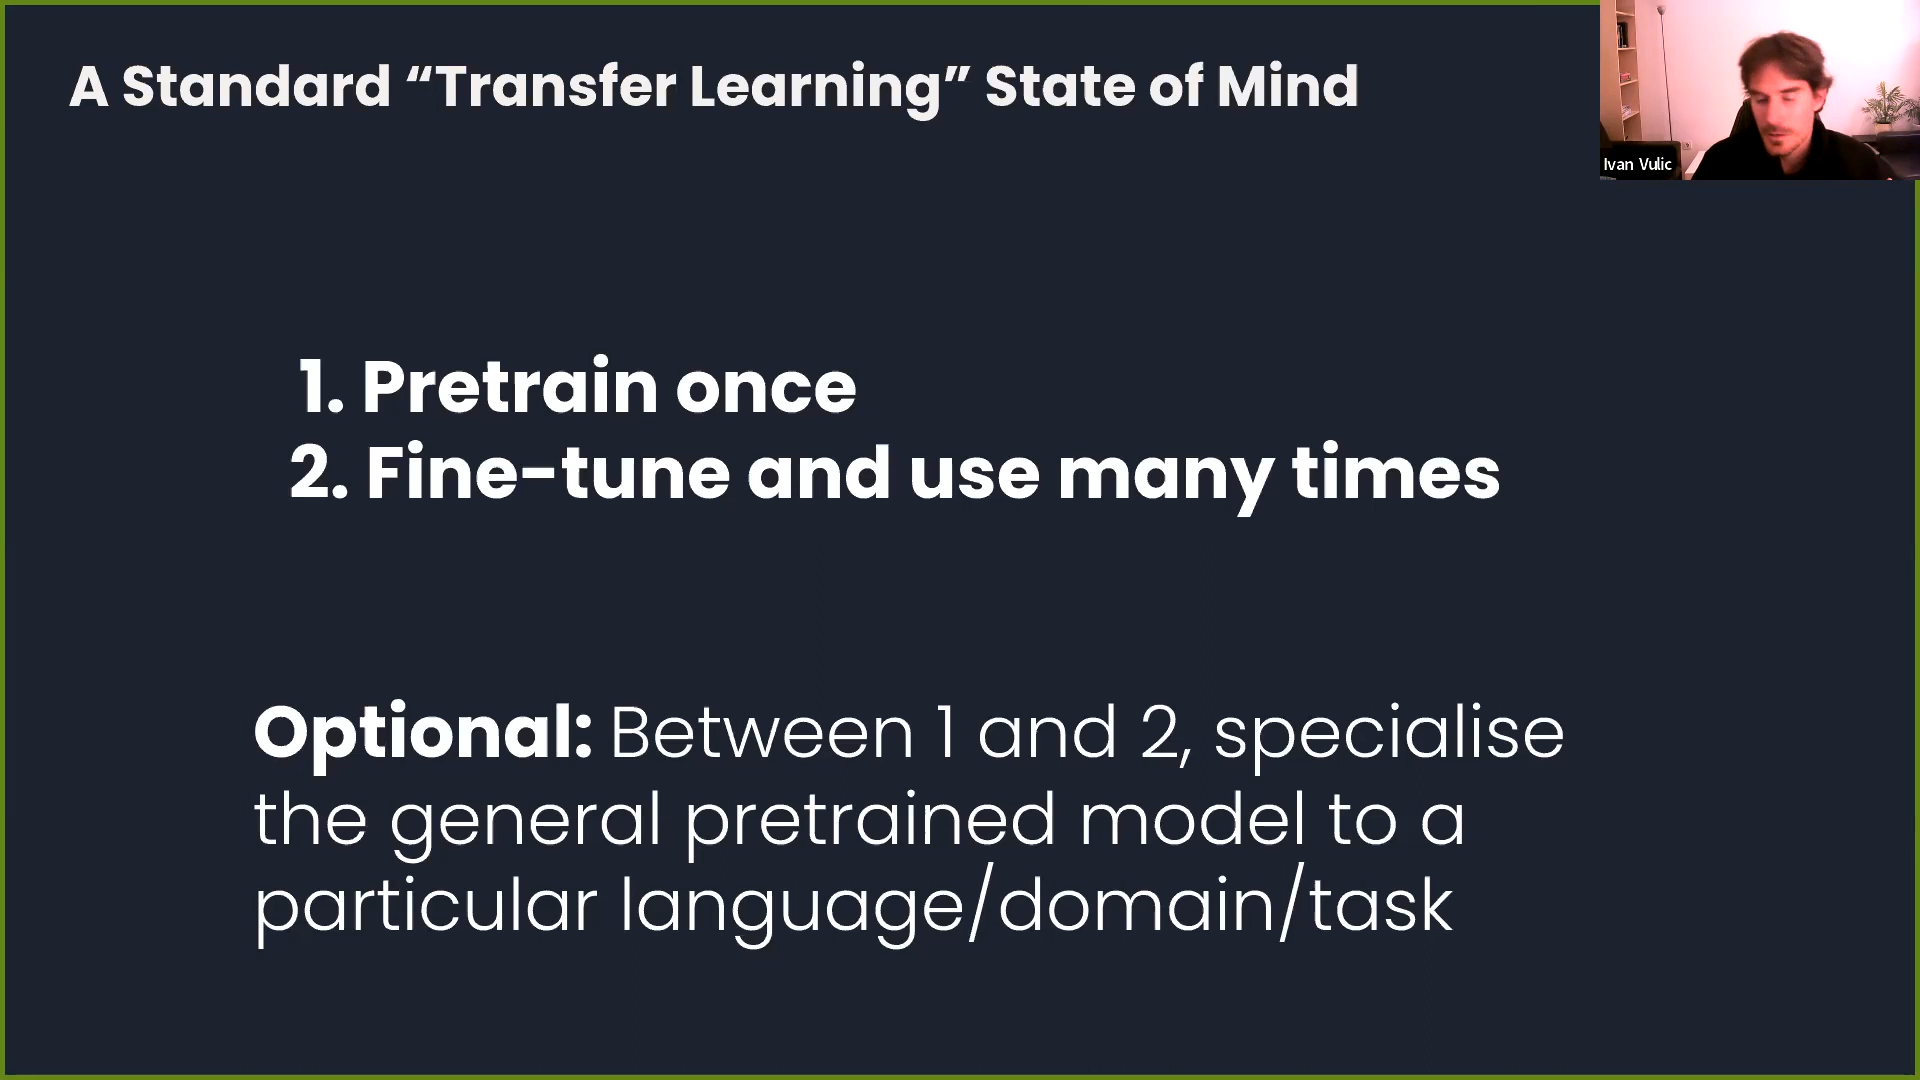 A Standard “Transfer Learning” State of Mind
Ivan Vulic
1. Pretrain once
2. Fine-tune and use many times
Optional: Between 1 and 2, specialise
the general pretrained model to a
particular language/domain/task